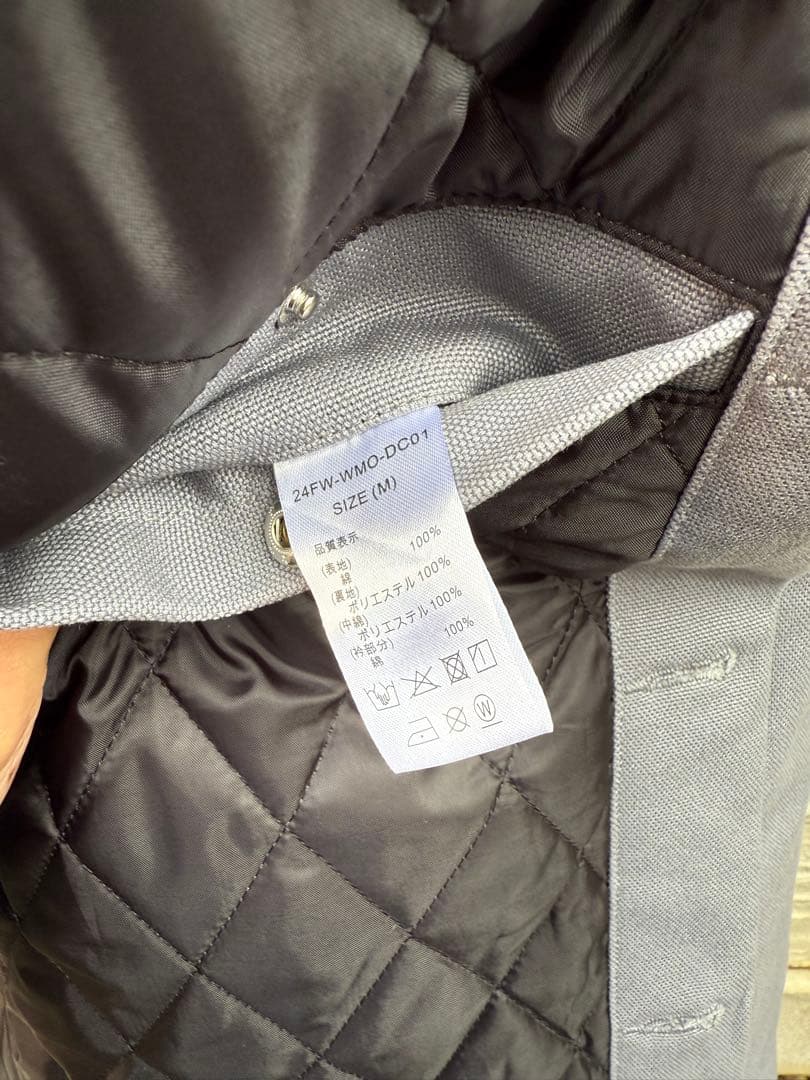 24FW-WMO-DC01
SIZE (M)
品質表示
(表地)
綿 100%
(裏地)
ポリエステル 100%
(中綿)
ポリエステル 100%
(衿部分)
綿 100%
W